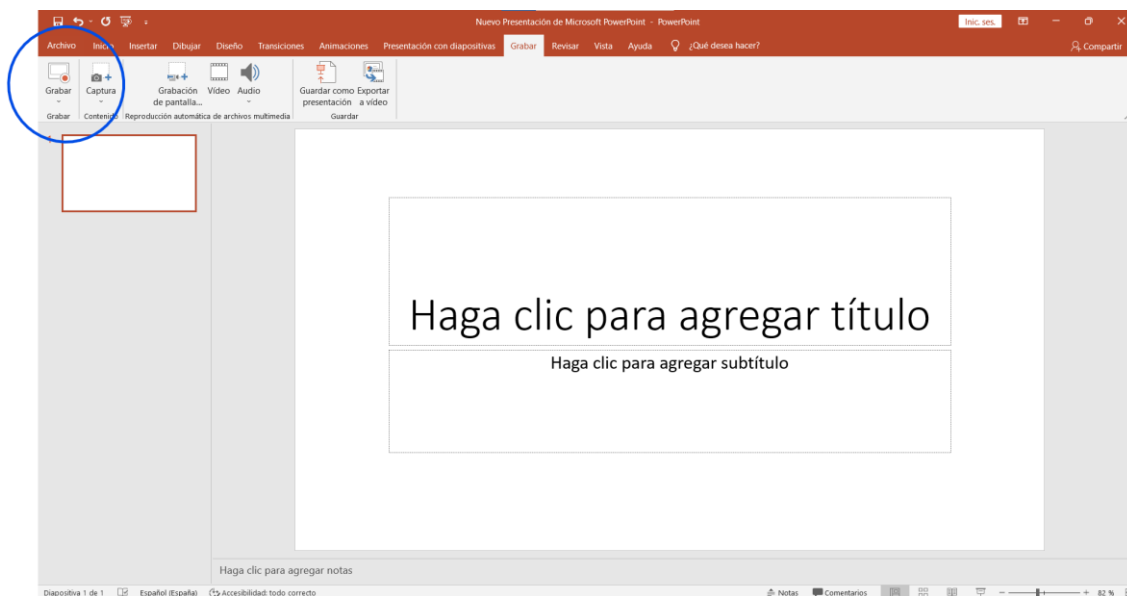 Nuevo Presentación de Microsoft PowerPoint - PowerPoint
Inic. ses.
Archivo Inicio Insertar Dibujar Diseño Transiciones Animaciones Presentación con diapositivas Grabar Revisar Vista Ayuda ¿Qué desea hacer? Compartir
Grabar Captura Grabación de pantalla... Vídeo Audio Guardar como presentación Exportar a vídeo
Grabar Contenido Reproducción automática de archivos multimedia Guardar
1
Haga clic para agregar título
Haga clic para agregar subtítulo
Haga clic para agregar notas
Diapositiva 1 de 1 Español (España) Accesibilidad: todo correcto Notas Comentarios 82 %